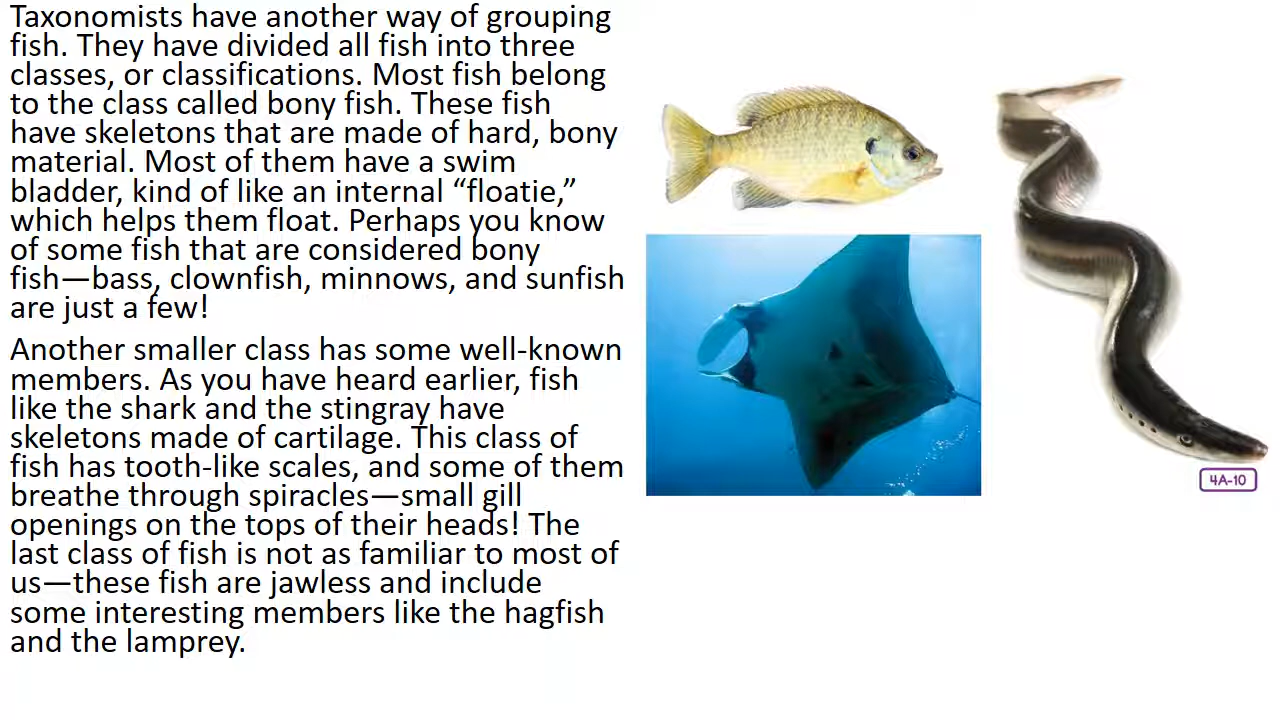 Taxonomists have another way of grouping
fish. They have divided all fish into three
classes, or classifications. Most fish belong
to the class called bony fish. These fish
have skeletons that are made of hard, bony
material. Most of them have a swim
bladder, kind of like an internal “floatie,”
which helps them float. Perhaps you know
of some fish that are considered bony
fish—bass, clownfish, minnows, and sunfish
are just a few!
Another smaller class has some well-known
members. As you have heard earlier, fish
like the shark and the stingray have
skeletons made of cartilage. This class of
fish has tooth-like scales, and some of them
breathe through spiracles—small gill
openings on the tops of their heads! The
last class of fish is not as familiar to most of
us—these fish are jawless and include
some interesting members like the hagfish
and the lamprey.
4A-10